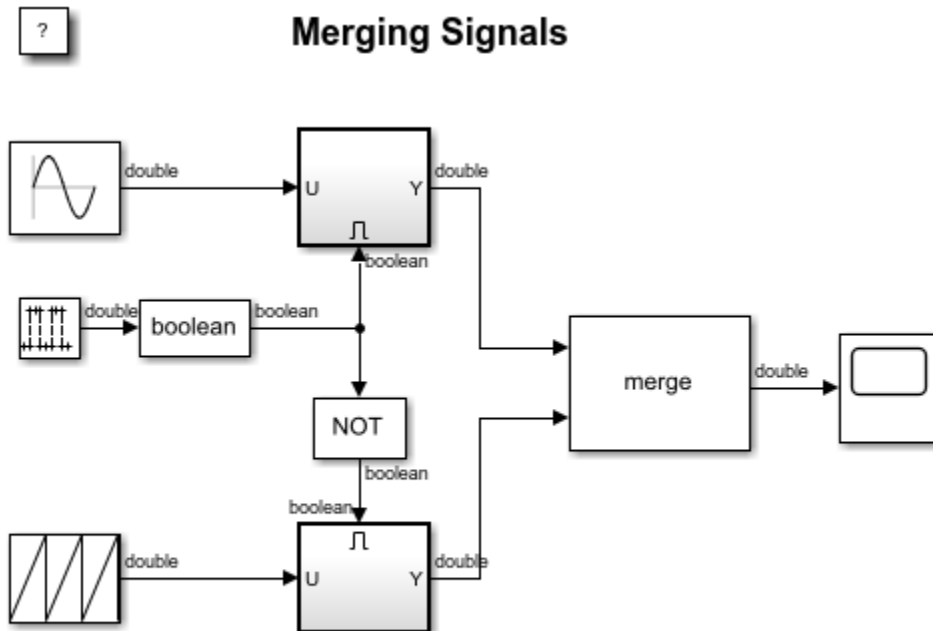 ?
Merging Signals
double
U
Y
double
boolean
double
boolean
boolean
merge
double
NOT
boolean
boolean
double
U
Y
double